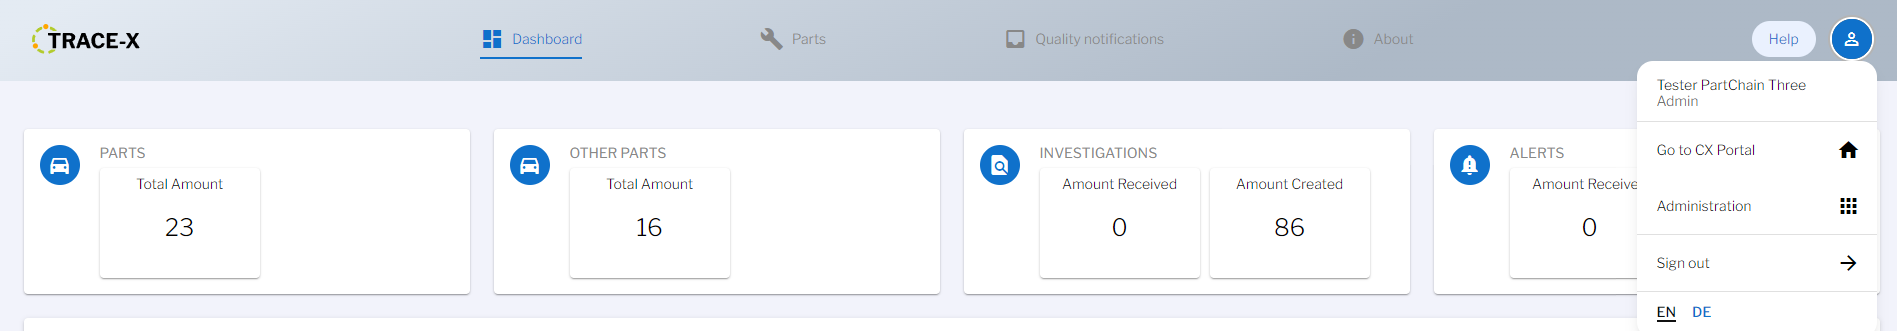 TRACE-X
Dashboard
Parts
Quality notifications
About
Help
Tester PartChain Three
Admin
Go to CX Portal
Administration
Sign out
EN DE
PARTS
Total Amount
23
OTHER PARTS
Total Amount
16
INVESTIGATIONS
Amount Received
0
Amount Created
86
ALERTS
Amount Receive
0